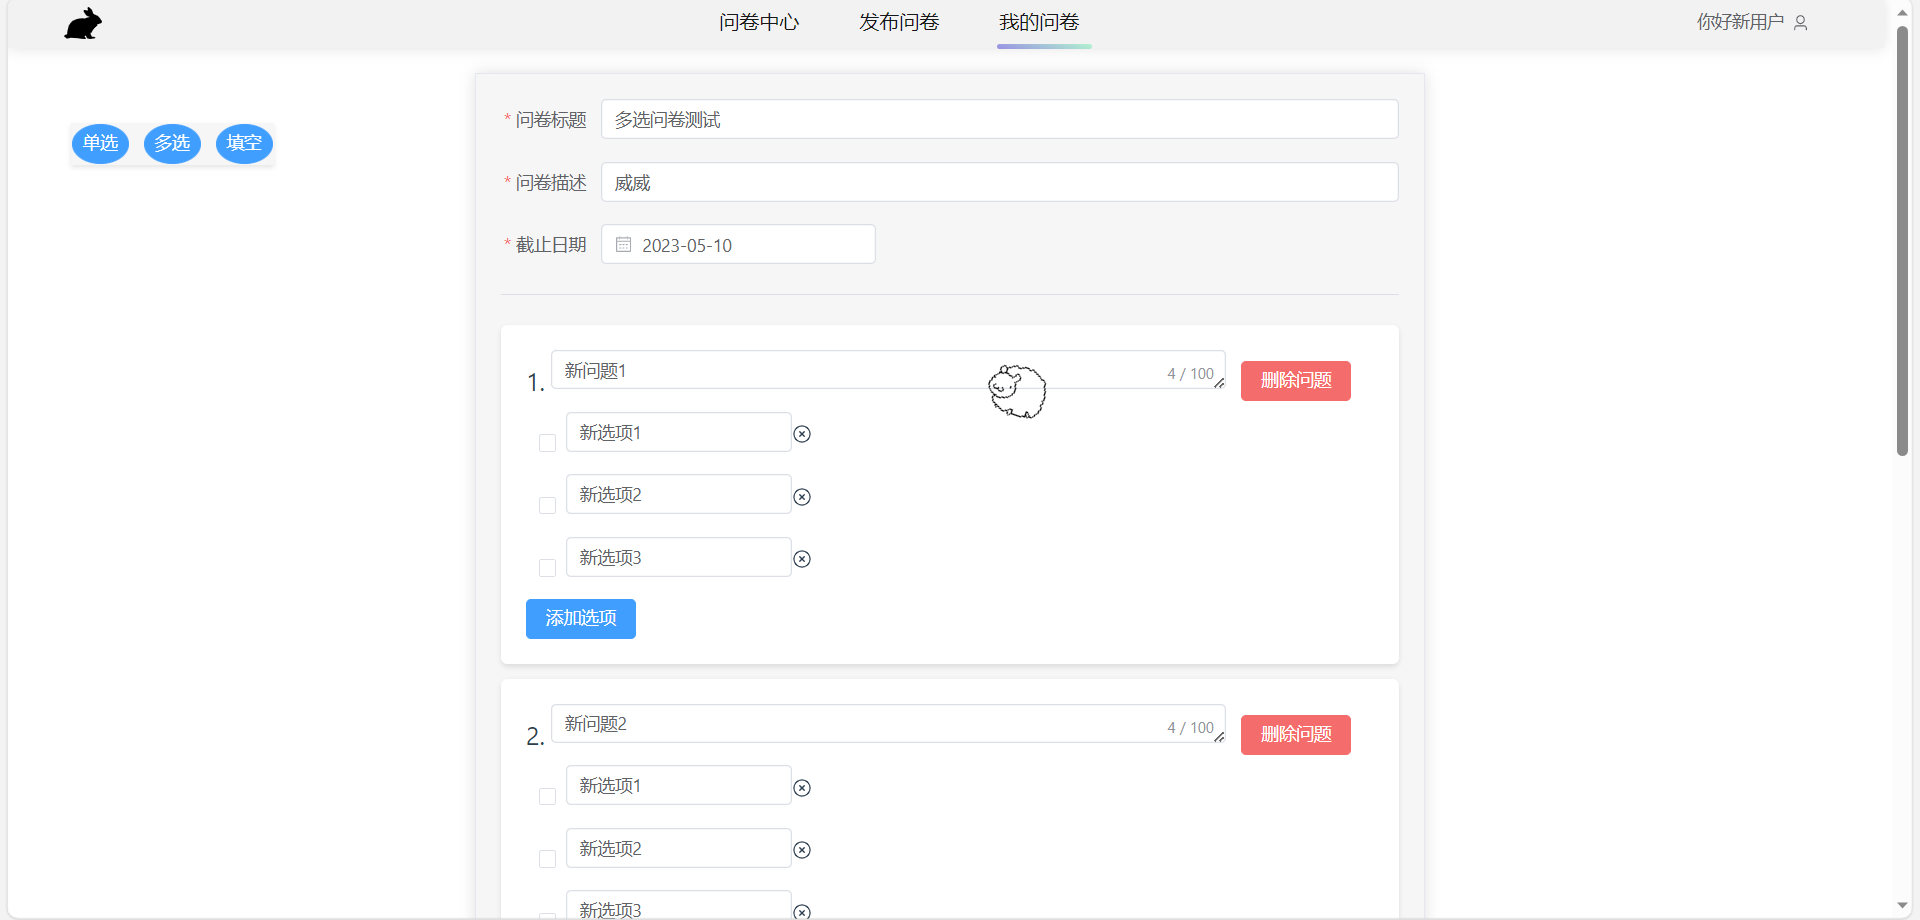 问卷中心 发布问卷 我的问卷 你好新用户
单选 多选 填空
* 问卷标题 多选问卷测试
* 问卷描述 威威
* 截止日期 2023-05-10
1. 新问题1 4 / 100 删除问题
新选项1
新选项2
新选项3
添加选项
2. 新问题2 4 / 100 删除问题
新选项1
新选项2
新选项3